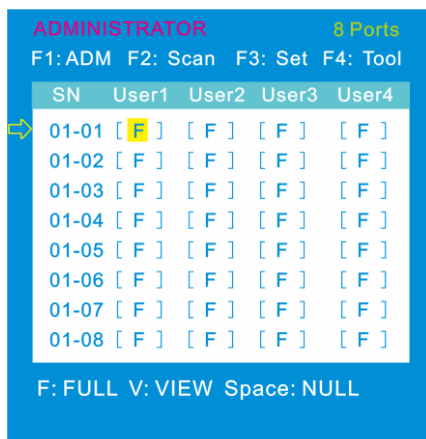 ADMINISTRATOR 8 Ports
F1: ADM F2: Scan F3: Set F4: Tool
SN User1 User2 User3 User4
01-01 [ F ] [ F ] [ F ] [ F ]
01-02 [ F ] [ F ] [ F ] [ F ]
01-03 [ F ] [ F ] [ F ] [ F ]
01-04 [ F ] [ F ] [ F ] [ F ]
01-05 [ F ] [ F ] [ F ] [ F ]
01-06 [ F ] [ F ] [ F ] [ F ]
01-07 [ F ] [ F ] [ F ] [ F ]
01-08 [ F ] [ F ] [ F ] [ F ]
F: FULL V: VIEW Space: NULL